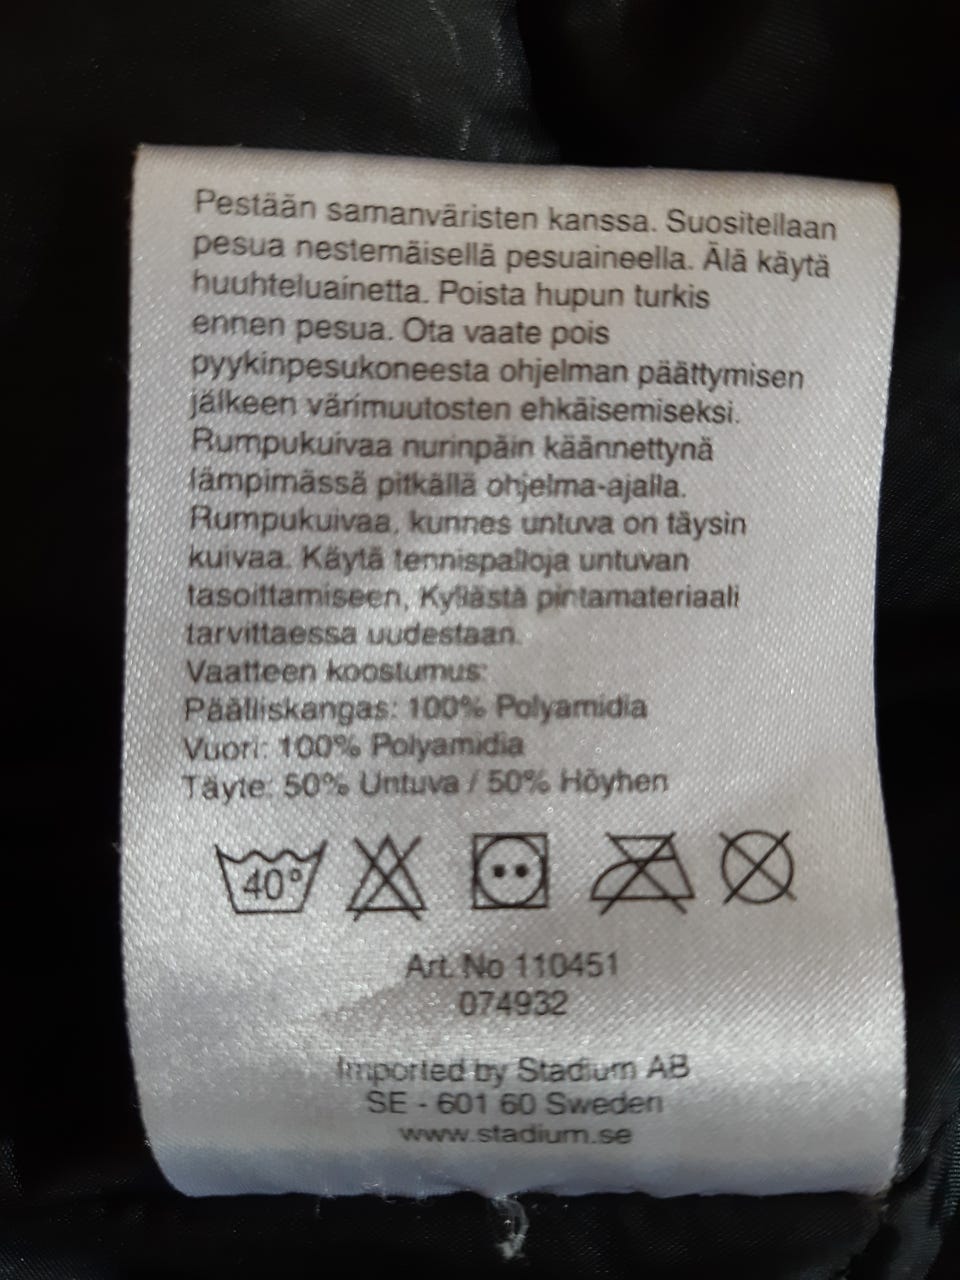 Pestään samanväristen kanssa. Suositellaan
pesua nestemäisellä pesuaineella. Älä käytä
huuhteluainetta. Poista hupun turkis
ennen pesua. Ota vaate pois
pyykinpesukoneesta ohjelman päättymisen
jälkeen värimuutosten ehkäisemiseksi.
Rumpukuivaa nurinpäin käännettynä
lämpimässä pitkällä ohjelma-ajalla.
Rumpukuivaa, kunnes untuva on täysin
kuivaa. Käytä tennispalloja untuvan
tasoittamiseen. Kyllästä pintamateriaali
tarvittaessa uudestaan.
Vaatteen koostumus:
Päälliskangas: 100% Polyamidia
Vuori: 100% Polyamidia
Täyte: 50% Untuva / 50% Höyhen
40°
Art. No 110451
074932
Imported by Stadium AB
SE - 601 60 Sweden
www.stadium.se